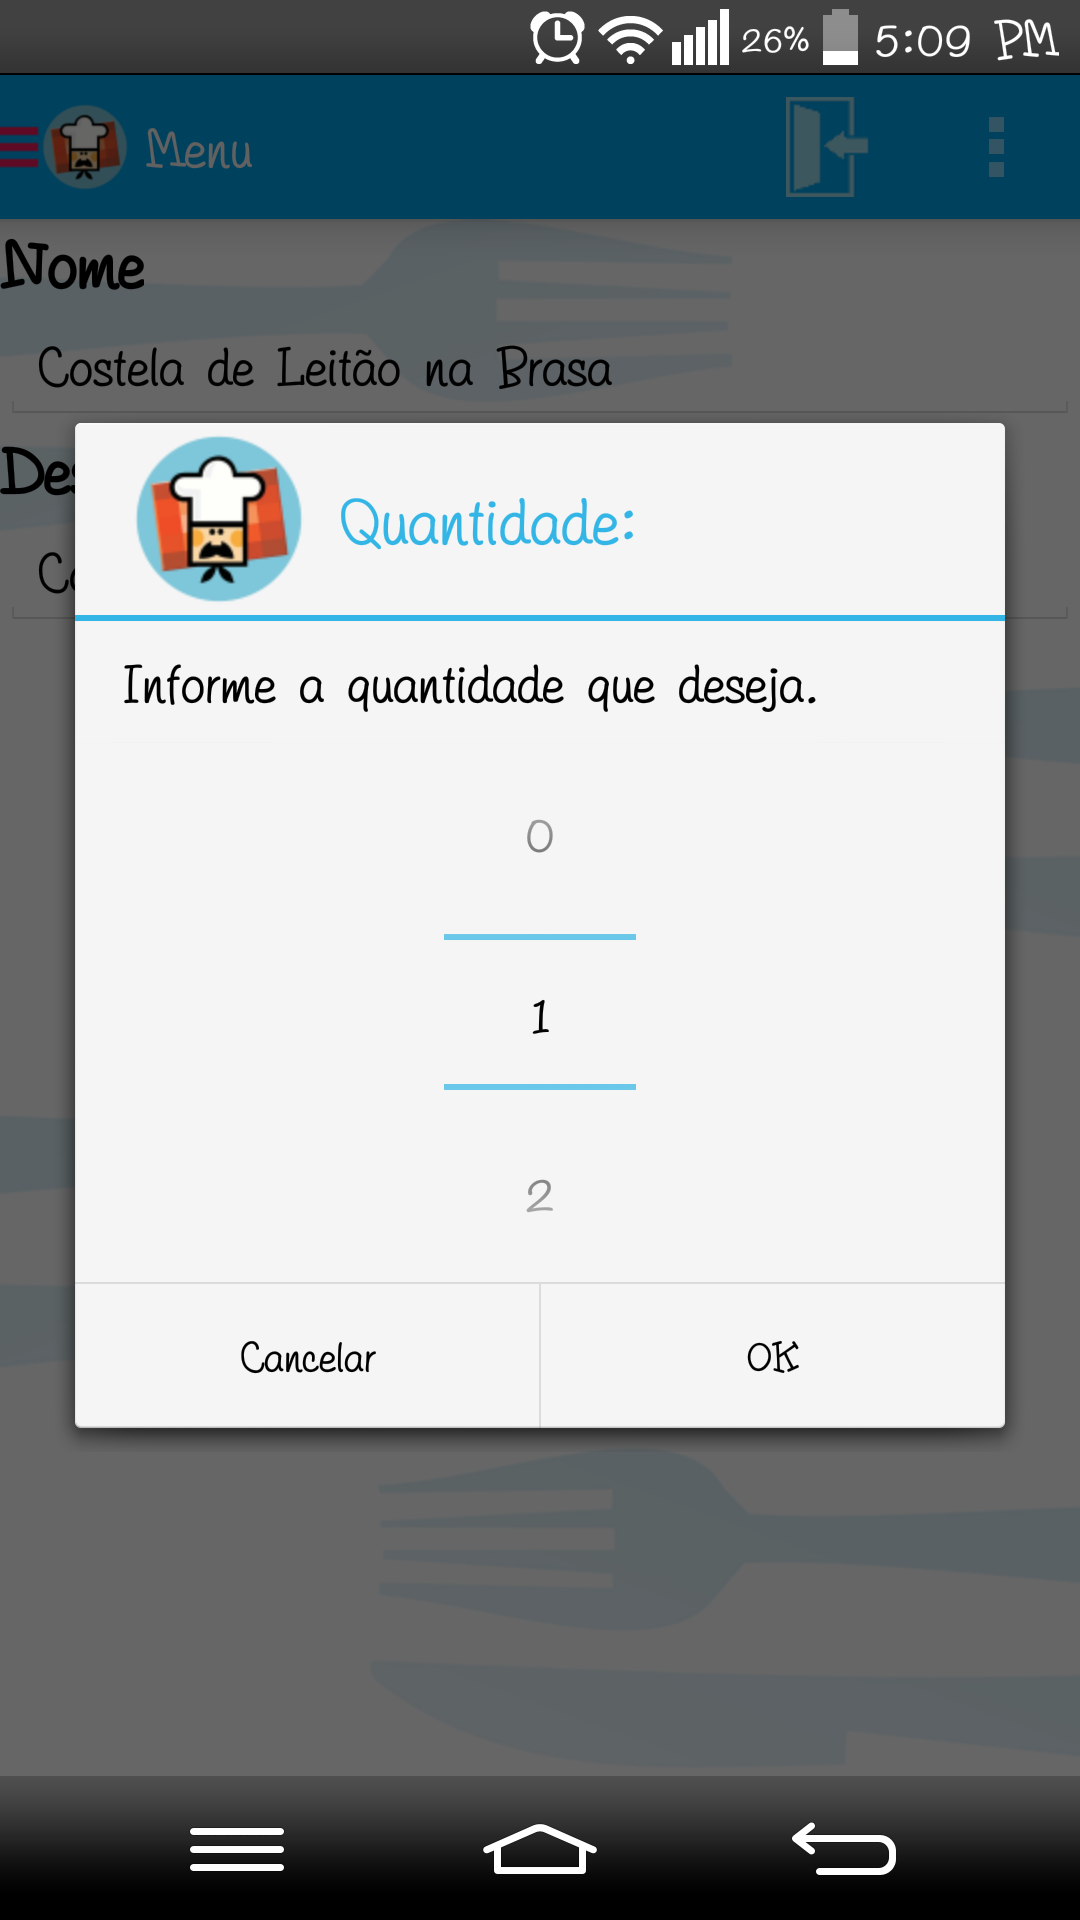 26% 5:09 PM
Menu
Nome
Costela de Leitão na Brasa
Quantidade:
Informe a quantidade que deseja.
0
1
2
Cancelar OK